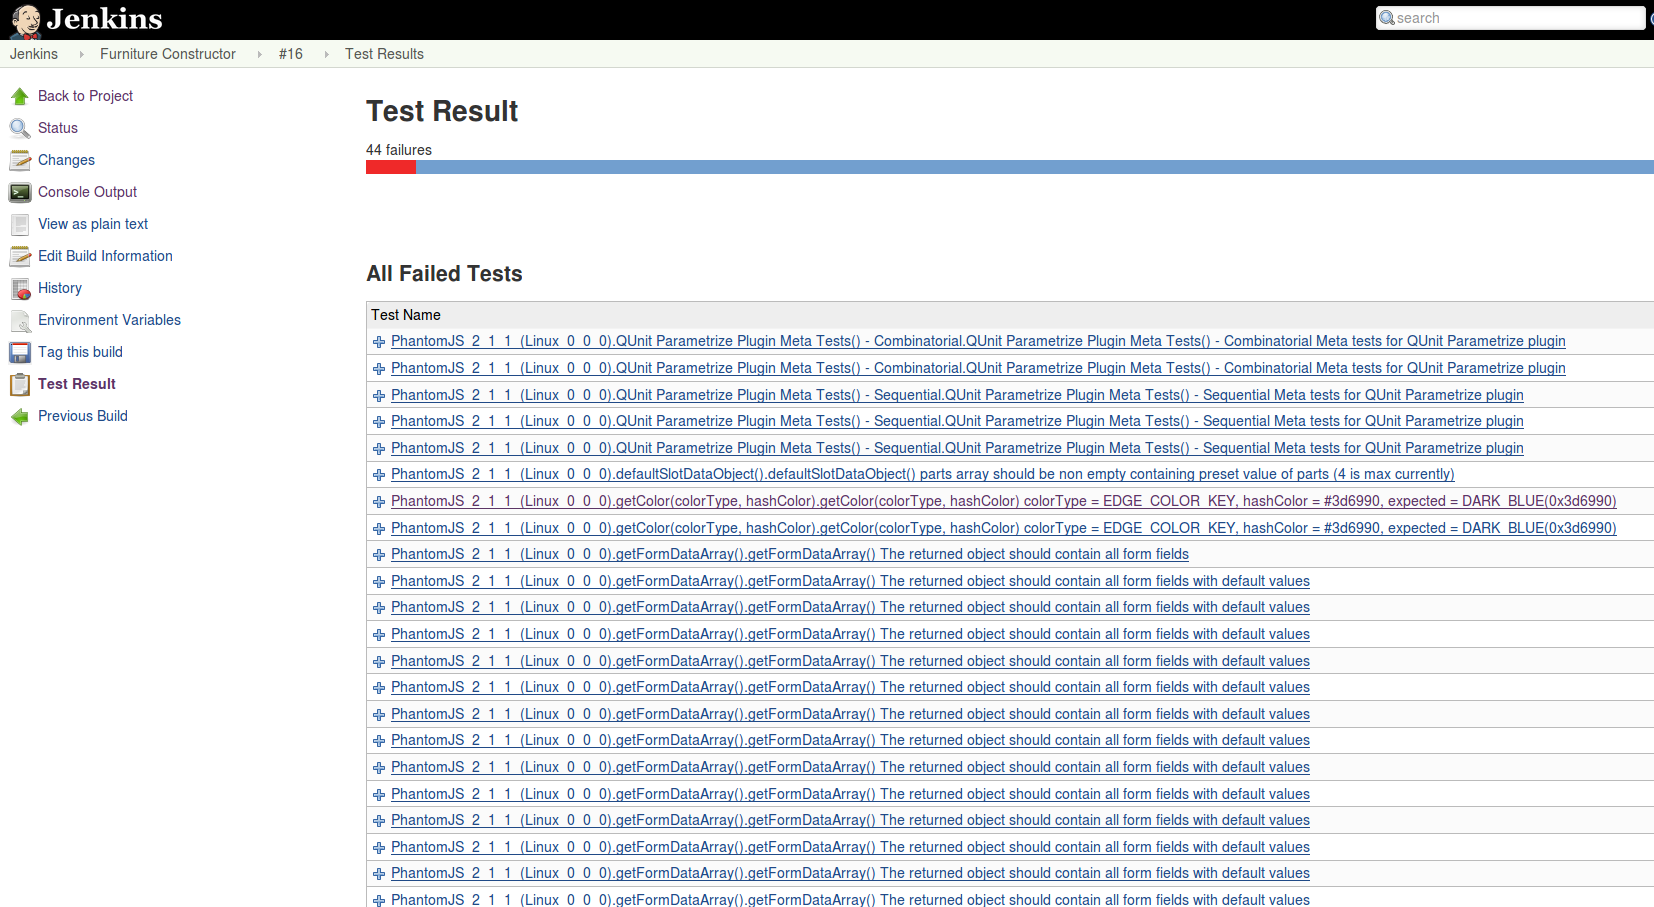 Jenkins
search
Jenkins Furniture Constructor #16 Test Results
Back to Project
Status
Changes
Console Output
View as plain text
Edit Build Information
History
Environment Variables
Tag this build
Test Result
Previous Build
Test Result
44 failures
All Failed Tests
Test Name
PhantomJS_2_1_1_(Linux_0_0_0).QUnit Parametrize Plugin Meta Tests() - Combinatorial.QUnit Parametrize Plugin Meta Tests() - Combinatorial Meta tests for QUnit Parametrize plugin
PhantomJS_2_1_1_(Linux_0_0_0).QUnit Parametrize Plugin Meta Tests() - Combinatorial.QUnit Parametrize Plugin Meta Tests() - Combinatorial Meta tests for QUnit Parametrize plugin
PhantomJS_2_1_1_(Linux_0_0_0).QUnit Parametrize Plugin Meta Tests() - Sequential.QUnit Parametrize Plugin Meta Tests() - Sequential Meta tests for QUnit Parametrize plugin
PhantomJS_2_1_1_(Linux_0_0_0).QUnit Parametrize Plugin Meta Tests() - Sequential.QUnit Parametrize Plugin Meta Tests() - Sequential Meta tests for QUnit Parametrize plugin
PhantomJS_2_1_1_(Linux_0_0_0).QUnit Parametrize Plugin Meta Tests() - Sequential.QUnit Parametrize Plugin Meta Tests() - Sequential Meta tests for QUnit Parametrize plugin
PhantomJS_2_1_1_(Linux_0_0_0).defaultSlotDataObject().defaultSlotDataObject() parts array should be non empty containing preset value of parts (4 is max currently)
PhantomJS_2_1_1_(Linux_0_0_0).getColor(colorType, hashColor).getColor(colorType, hashColor) colorType = EDGE_COLOR_KEY, hashColor = #3d6990, expected = DARK_BLUE(0x3d6990)
PhantomJS_2_1_1_(Linux_0_0_0).getColor(colorType, hashColor).getColor(colorType, hashColor) colorType = EDGE_COLOR_KEY, hashColor = #3d6990, expected = DARK_BLUE(0x3d6990)
PhantomJS_2_1_1_(Linux_0_0_0).getFormDataArray().getFormDataArray() The returned object should contain all form fields
PhantomJS_2_1_1_(Linux_0_0_0).getFormDataArray().getFormDataArray() The returned object should contain all form fields with default values
PhantomJS_2_1_1_(Linux_0_0_0).getFormDataArray().getFormDataArray() The returned object should contain all form fields with default values
PhantomJS_2_1_1_(Linux_0_0_0).getFormDataArray().getFormDataArray() The returned object should contain all form fields with default values
PhantomJS_2_1_1_(Linux_0_0_0).getFormDataArray().getFormDataArray() The returned object should contain all form fields with default values
PhantomJS_2_1_1_(Linux_0_0_0).getFormDataArray().getFormDataArray() The returned object should contain all form fields with default values
PhantomJS_2_1_1_(Linux_0_0_0).getFormDataArray().getFormDataArray() The returned object should contain all form fields with default values
PhantomJS_2_1_1_(Linux_0_0_0).getFormDataArray().getFormDataArray() The returned object should contain all form fields with default values
PhantomJS_2_1_1_(Linux_0_0_0).getFormDataArray().getFormDataArray() The returned object should contain all form fields with default values
PhantomJS_2_1_1_(Linux_0_0_0).getFormDataArray().getFormDataArray() The returned object should contain all form fields with default values
PhantomJS_2_1_1_(Linux_0_0_0).getFormDataArray().getFormDataArray() The returned object should contain all form fields with default values
PhantomJS_2_1_1_(Linux_0_0_0).getFormDataArray().getFormDataArray() The returned object should contain all form fields with default values
PhantomJS_2_1_1_(Linux_0_0_0).getFormDataArray().getFormDataArray() The returned object should contain all form fields with default values
PhantomJS_2_1_1_(Linux_0_0_0).getFormDataArray().getFormDataArray() The returned object should contain all form fields with default values